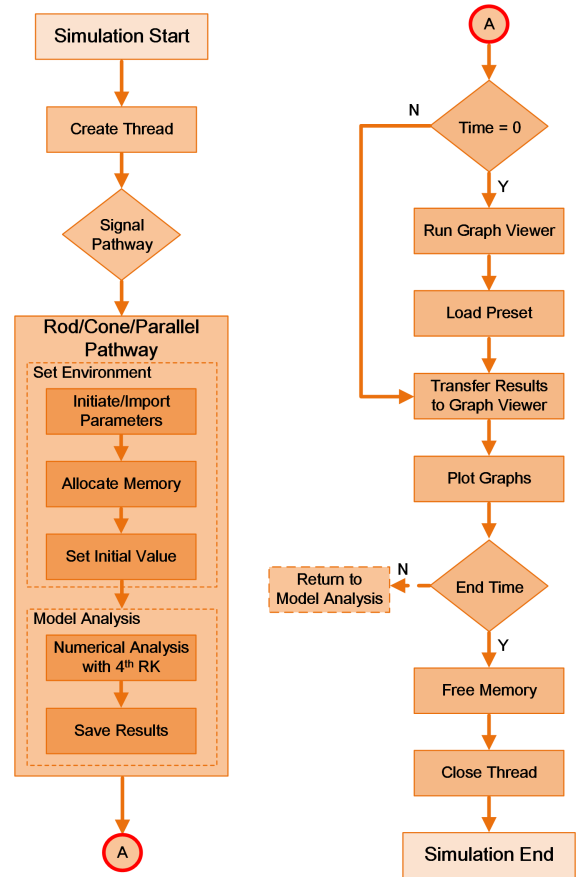 Simulation Start
Create Thread
Signal
Pathway
Rod/Cone/Parallel
Pathway
Set Environment
Initiate/Import
Parameters
Allocate Memory
Set Initial Value
Model Analysis
Numerical Analysis
with 4th RK
Save Results
A
A
Time = 0
N
Y
Run Graph Viewer
Load Preset
Transfer Results
to Graph Viewer
Plot Graphs
End Time
N
Return to
Model Analysis
Y
Free Memory
Close Thread
Simulation End